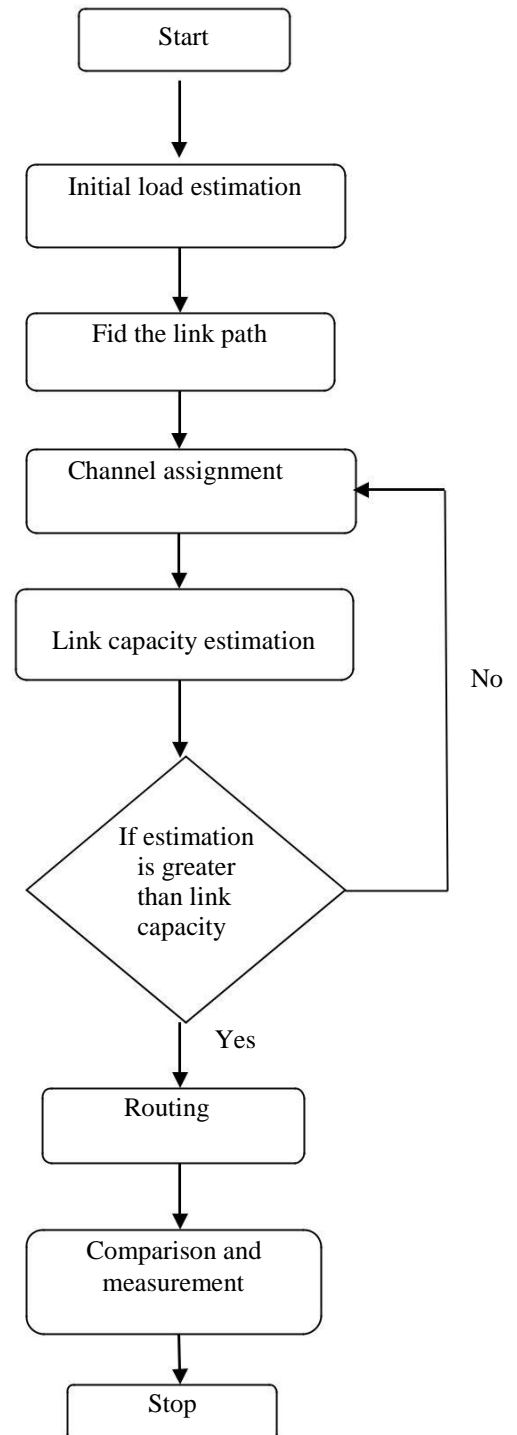 Start
Initial load estimation
Fid the link path
Channel assignment
Link capacity estimation
No
If estimation
is greater
than link
capacity
Yes
Routing
Comparison and
measurement
Stop